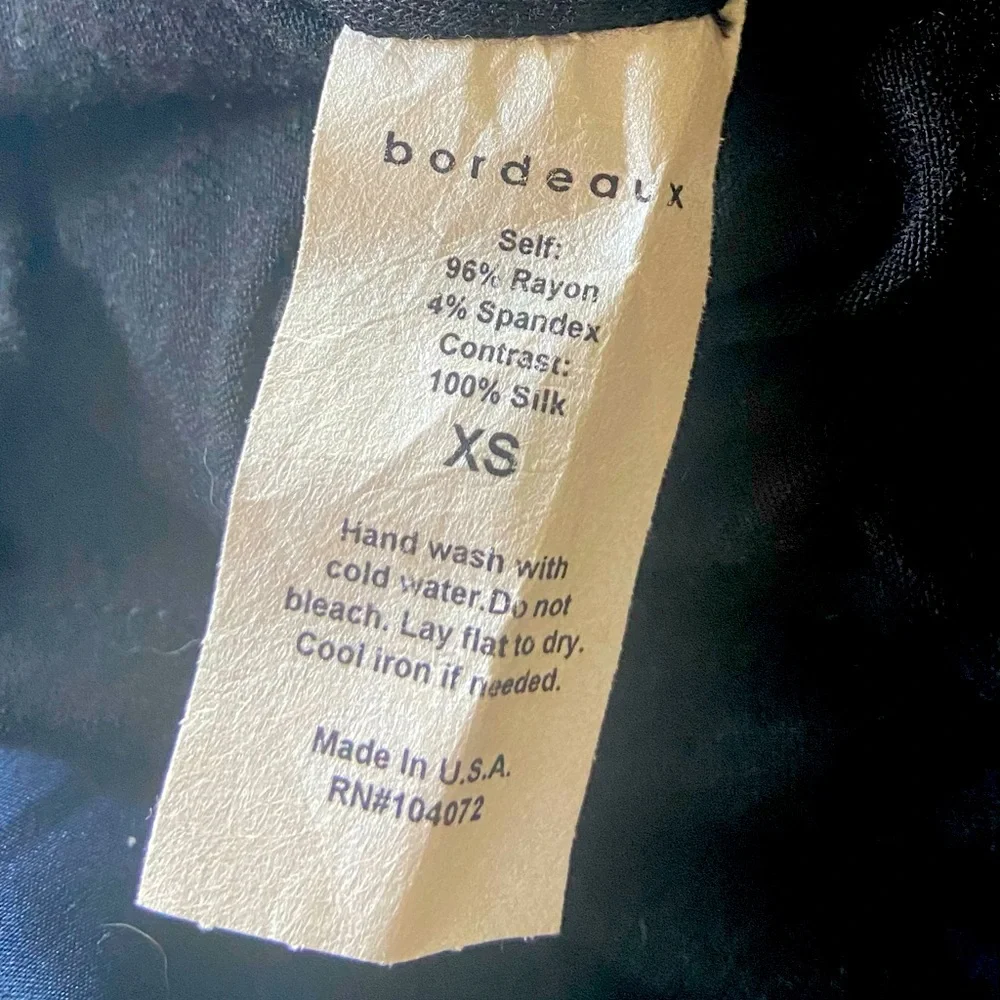 bordeaux
Self:
96% Rayon
4% Spandex
Contrast:
100% Silk
XS
Hand wash with
cold water.Do not
bleach. Lay flat to dry.
Cool iron if needed.
Made In U.S.A.
RN#104072